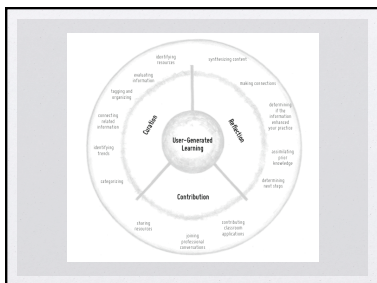 identifying
resources
synthesizing content
evaluating
information
making connections
tagging and
organizing
determining
if the
information
enhanced
your practice
connecting
related
information
Curation
Reflection
User-Generated
Learning
identifying
trends
assimilating
prior
knowledge
categorizing
determining
next steps
Contribution
sharing
resources
contributing
classroom
applications
joining
professional
conversations